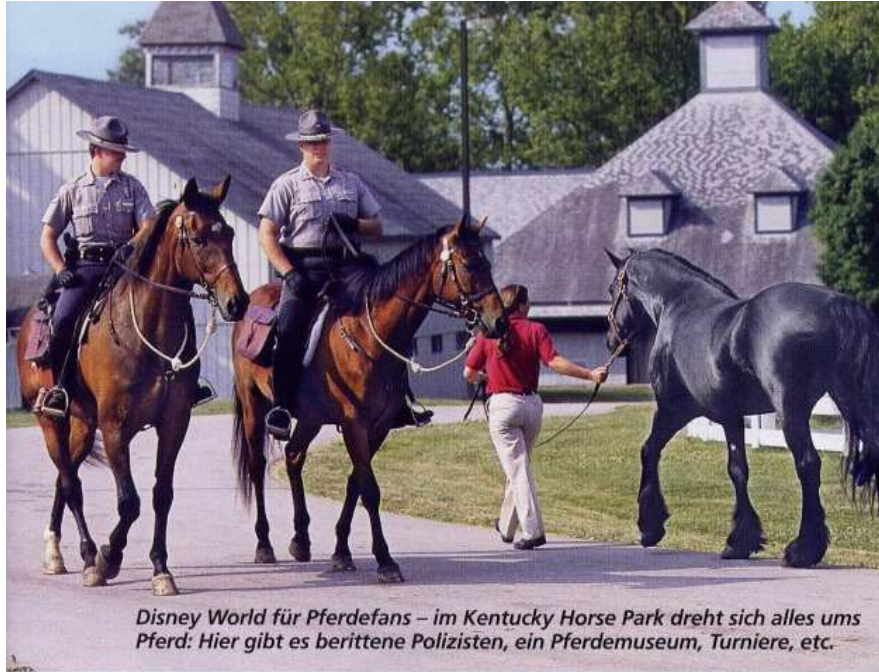 Disney World für Pferdefans – im Kentucky Horse Park dreht sich alles ums
Pferd: Hier gibt es berittene Polizisten, ein Pferdemuseum, Turniere, etc.